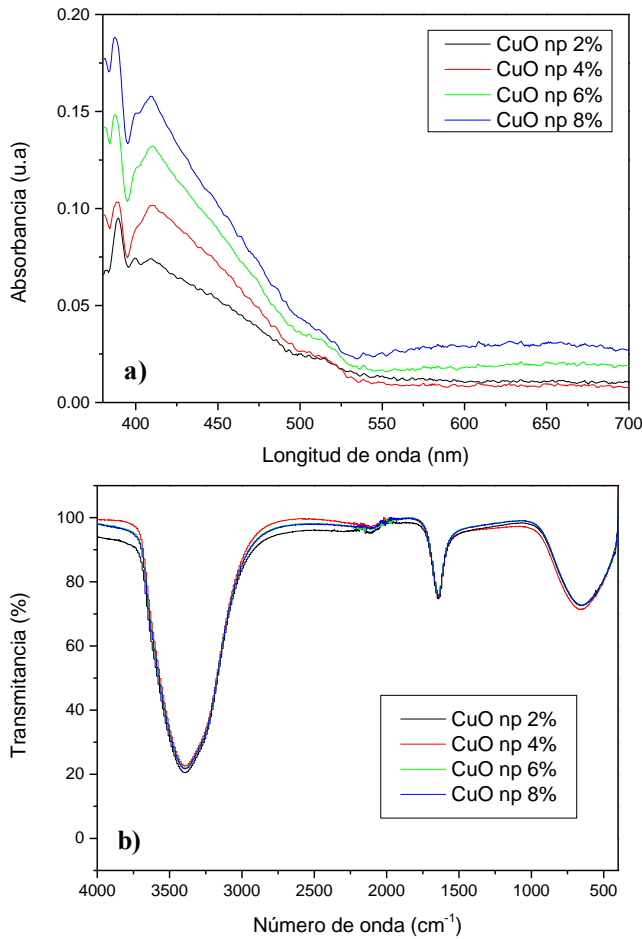 0.20
0.15
0.10
0.05
0.00
Absorbancia (u.a)
CuO np 2%
CuO np 4%
CuO np 6%
CuO np 8%
a)
400 450 500 550 600 650 700
Longitud de onda (nm)
100
80
60
40
20
0
Transmitancia (%)
CuO np 2%
CuO np 4%
CuO np 6%
CuO np 8%
b)
4000 3500 3000 2500 2000 1500 1000 500
Número de onda (cm⁻¹)